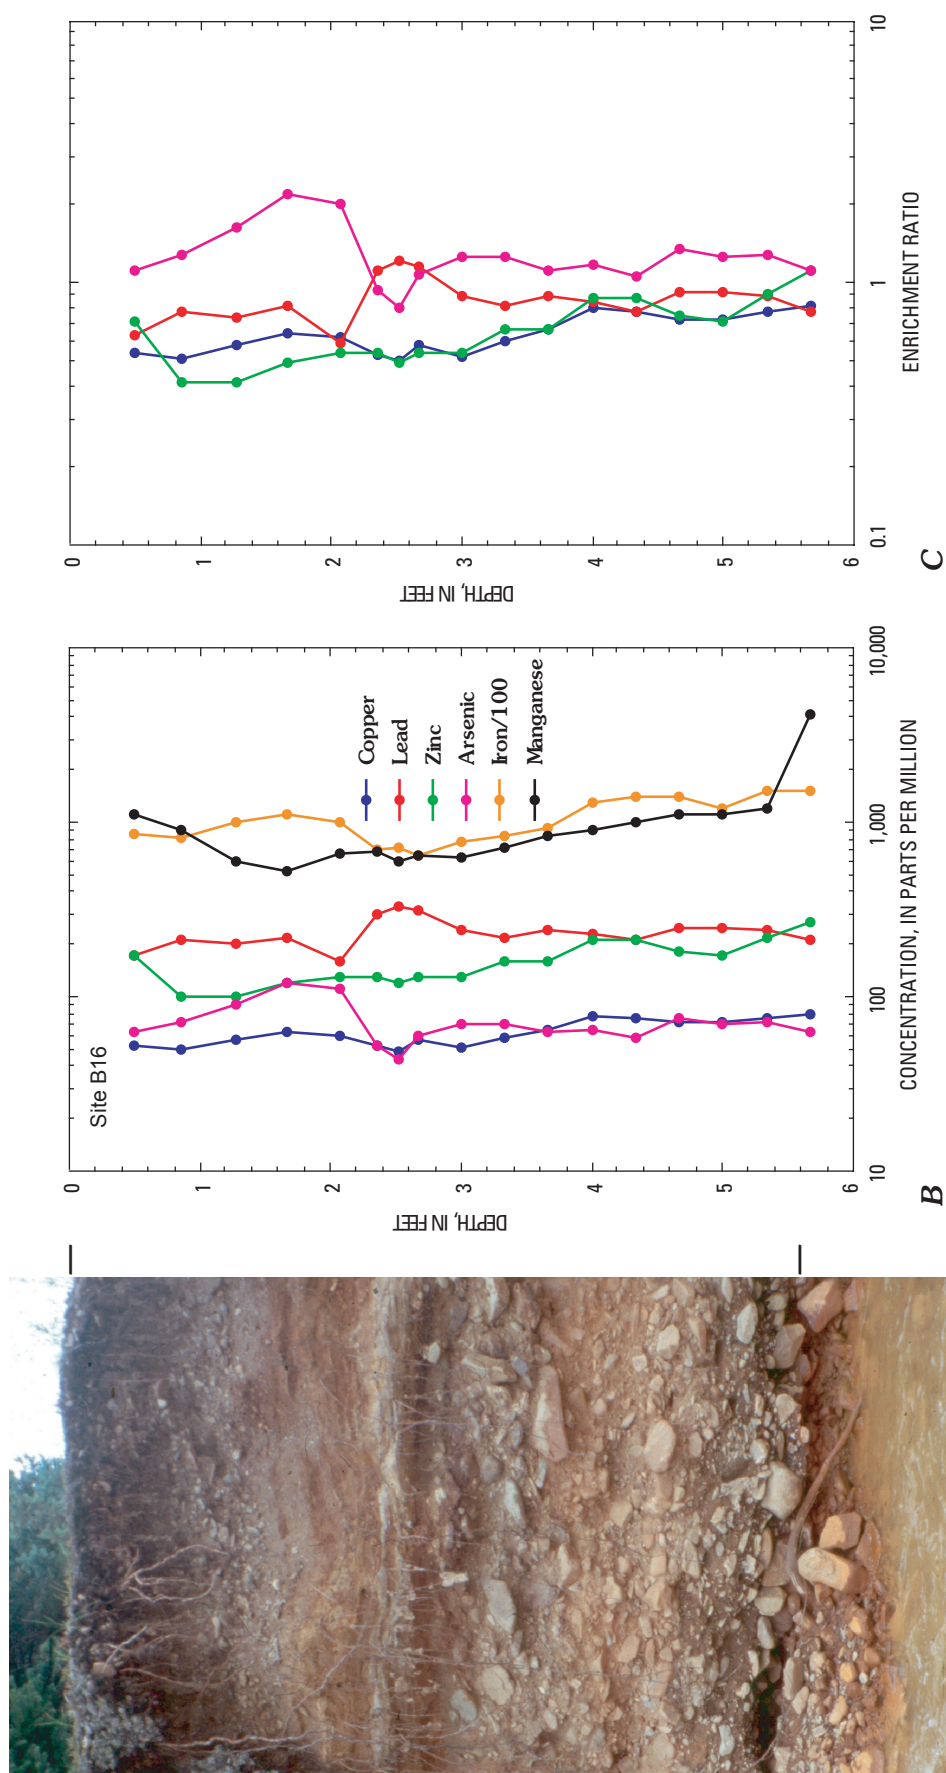 Site B16
Copper
Lead
Zinc
Arsenic
Iron/100
Manganese
0
1
2
3
4
5
6
DEPTH, IN FEET
10
100
1,000
10,000
CONCENTRATION, IN PARTS PER MILLION
B
0
1
2
3
4
5
6
DEPTH, IN FEET
0.1
1
10
ENRICHMENT RATIO
C